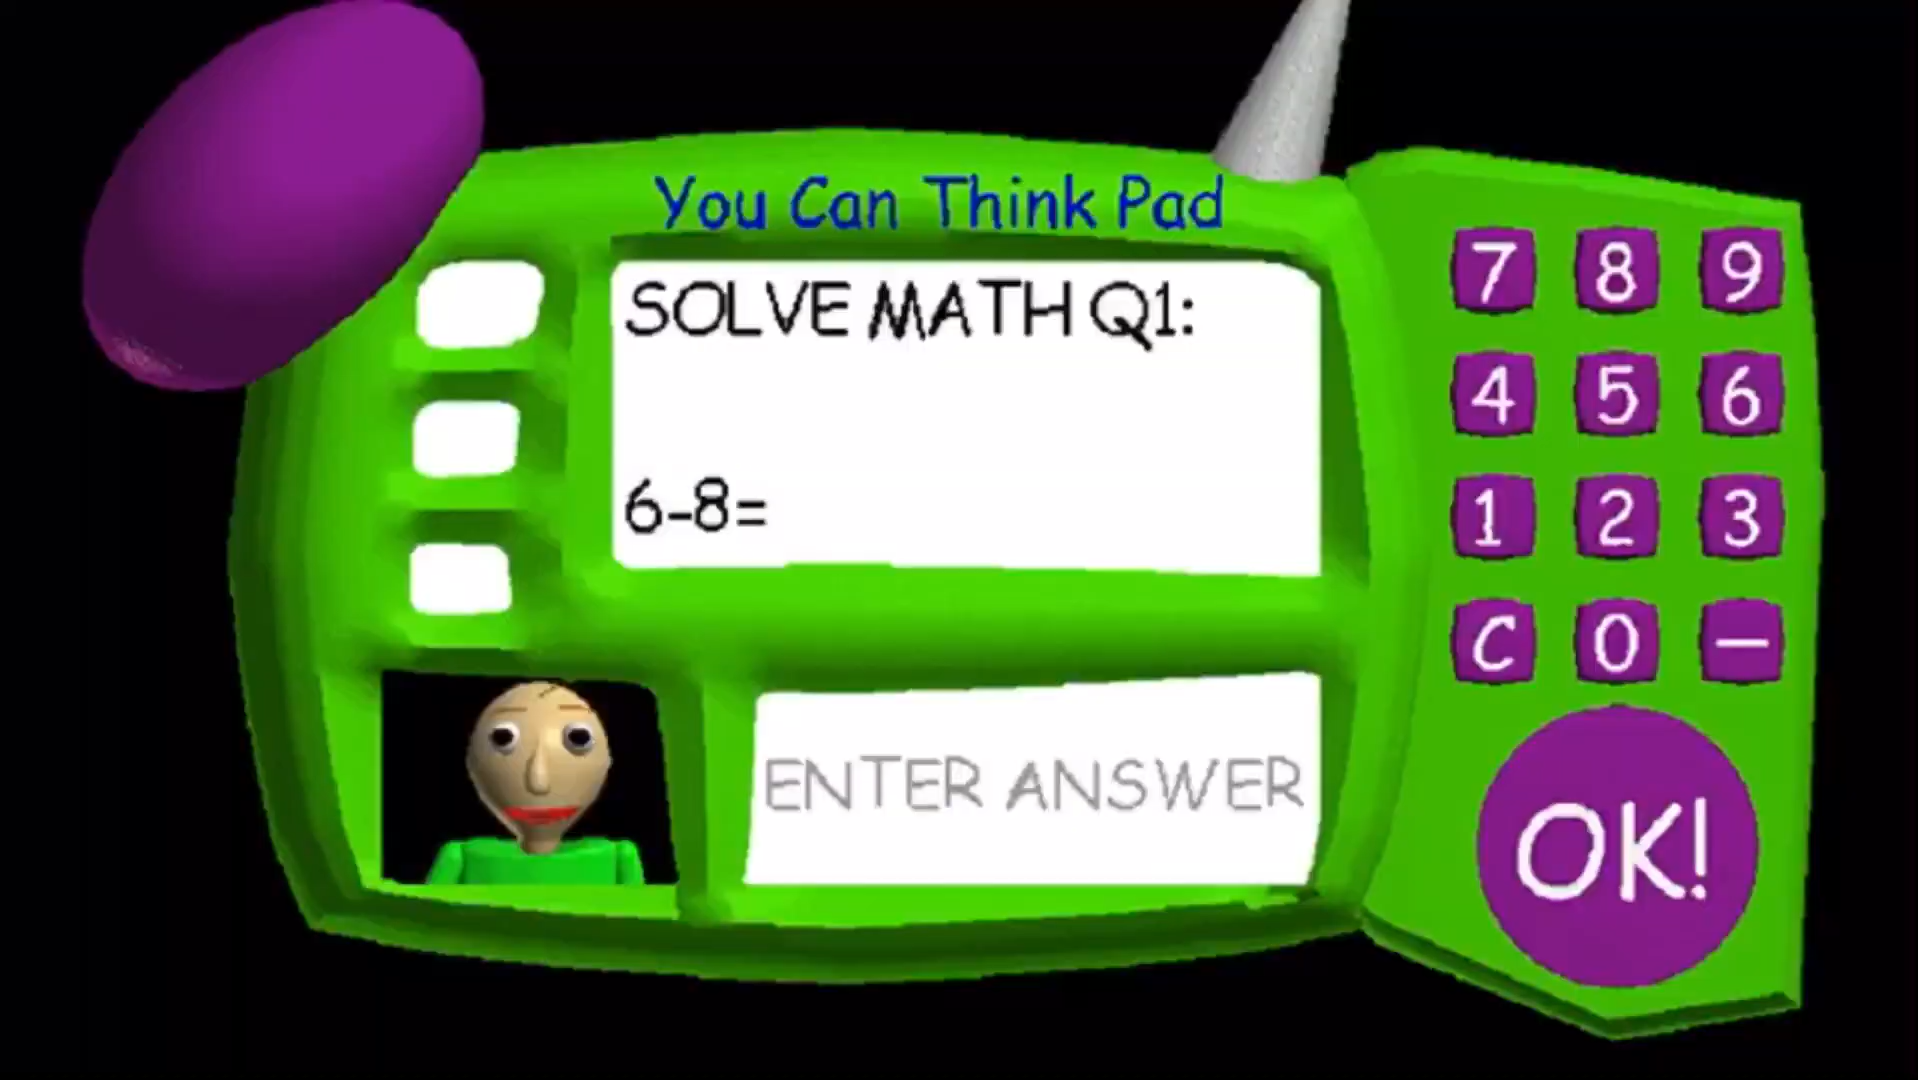 You Can Think Pad
SOLVE MATH Q1:
6-8=
ENTER ANSWER
7 8 9
4 5 6
1 2 3
C 0 —
OK!